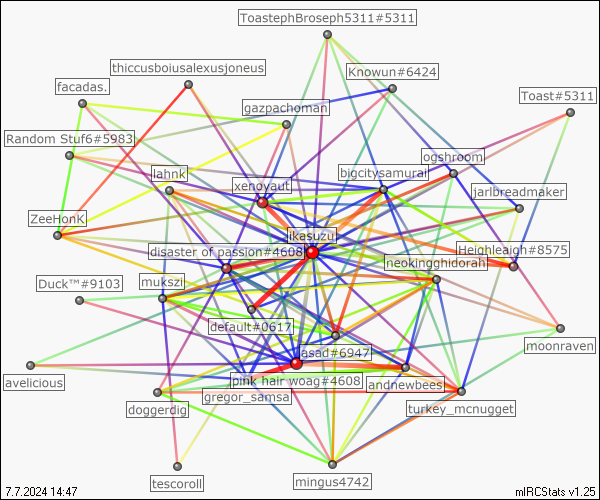 ToastephBroseph5311#5311
thiccusboiusalexusjoneus
Knowun#6424
facadas.
Toast#5311
gazpachoman
Random Stuf6#5983
ogshroom
lahnk
bigcitysamurai
xenoyaut
jarlbreadmaker
ZeeHonK
ikasuzu
disaster of passion#4608
Heighleaigh#8575
neokingghidorah
Duck™#9103
mukszi
default#0617
moonraven
asad#6947
avelicious
pink hair woag#4608
andnewbees
gregor_samsa
doggerdig
turkey_mcnugget
tescoroll
mingus4742
7.7.2024 14:47
mIRCStats v1.25